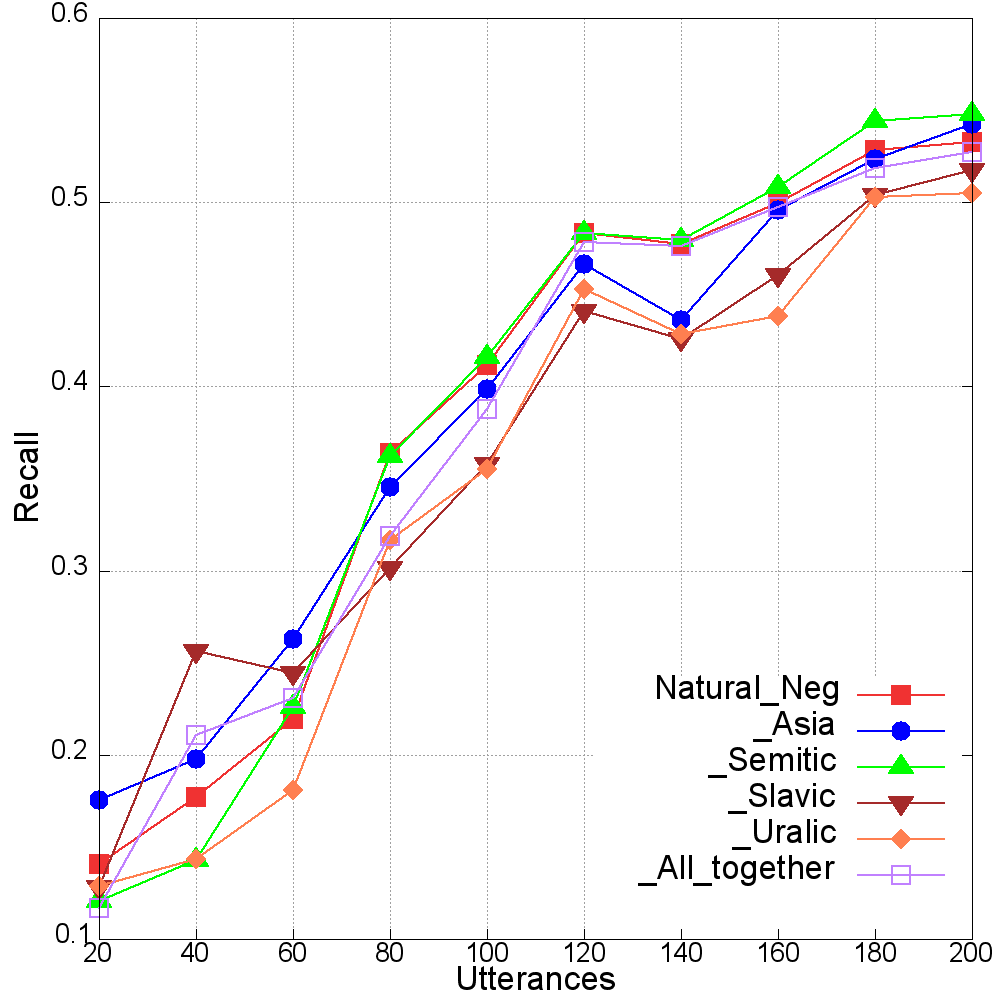 0.6
0.5
0.4
0.3
0.2
0.1
Recall
20 40 60 80 100 120 140 160 180 200
Utterances
Natural_Neg
_Asia
_Semitic
_Slavic
_Uralic
_All_together